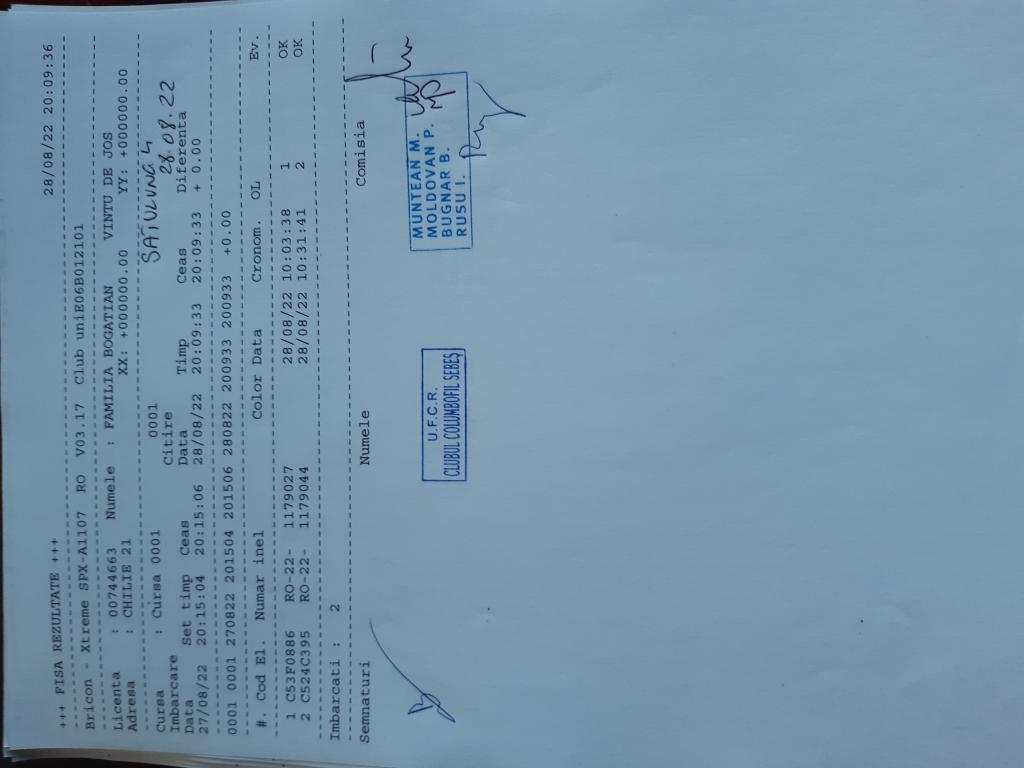 28/08/22 20:09:36
+++ FISA REZULTATE +++
Bricon - Xtreme SPX-A1107 RO V03.17 Club uniE06B012101
Licenta : 00744663 Numele : FAMILIA BOGATIAN VINTU DE JOS
Adresa : CHILIE 21 XX: +000000.00 YY: +000000.00
SATULUNG 4
Cursa : Cursa 0001 0001 28.08.22
Imbarcare Citire
Data Set timp Ceas Data Timp Ceas Diferenta
27/08/22 20:15:04 20:15:06 28/08/22 20:09:33 20:09:33 + 0.00
0001 0001 270822 201504 201506 280822 200933 200933 +0.00
#. Cod El. Numar inel Color Data Cronom. OL Ev.
1 C53F0886 RO-22- 1179027 28/08/22 10:03:38 1 OK
2 C524C395 RO-22- 1179044 28/08/22 10:31:41 2 OK
Imbarcati : 2
Semnaturi Numele Comisia
U.F.C.R.
CLUBUL COLUMBOFIL SEBES
MUNTEAN M.
MOLDOVAN P.
BUGNAR B.
RUSU I.